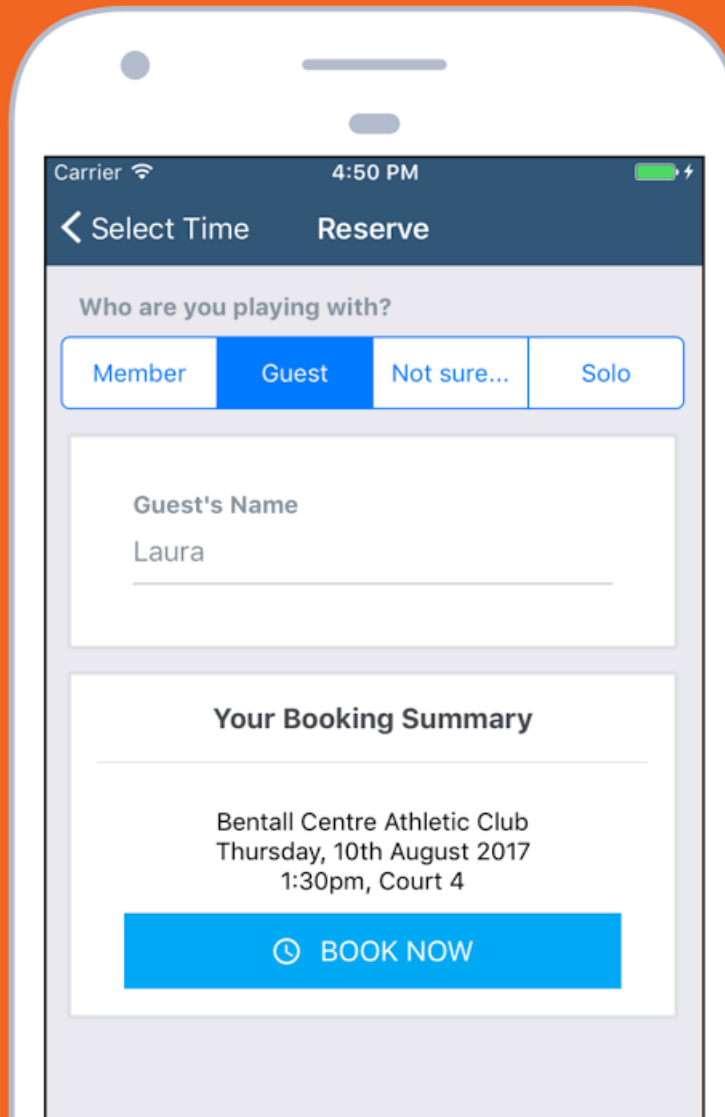 Carrier 4:50 PM
Select Time Reserve
Who are you playing with?
Member Guest Not sure... Solo
Guest's Name
Laura
Your Booking Summary
Bentall Centre Athletic Club
Thursday, 10th August 2017
1:30pm, Court 4
BOOK NOW